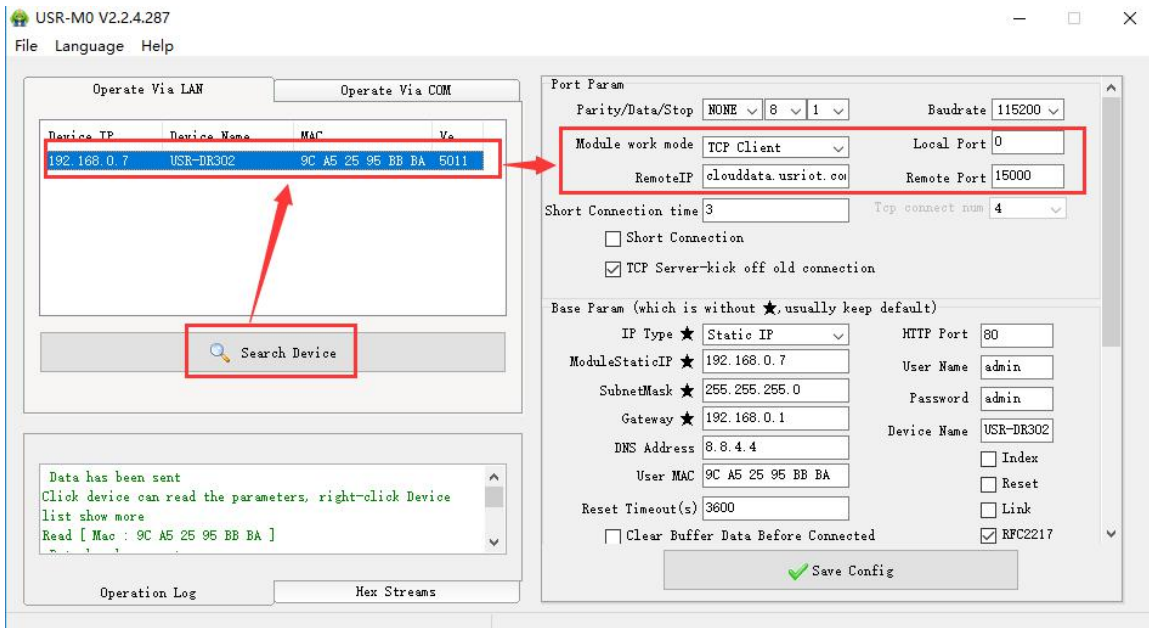 USR-M0 V2.2.4.287
File Language Help
Operate Via LAN Operate Via COM
Device IP Device Name MAC Ve
192.168.0.7 USR-DR302 9C A5 25 95 BB BA 5011
Search Device
Data has been sent
Click device can read the parameters, right-click Device
list show more
Read [ Mac : 9C A5 25 95 BB BA ]
Operation Log Hex Streams
Port Param
Parity/Data/Stop NONE 8 1 Baudrate 115200
Module work mode TCP Client Local Port 0
RemoteIP clouddata.usriot.co Remote Port 15000
Short Connection time 3 Tcp connect num 4
Short Connection
TCP Server-kick off old connection
Base Param (which is without ★, usually keep default)
IP Type ★ Static IP HTTP Port 80
ModuleStaticIP ★ 192.168.0.7 User Name admin
SubnetMask ★ 255.255.255.0 Password admin
Gateway ★ 192.168.0.1 Device Name USR-DR302
DNS Address 8.8.4.4 Index
User MAC 9C A5 25 95 BB BA Reset
Reset Timeout(s) 3600 Link
Clear Buffer Data Before Connected RFC2217
Save Config